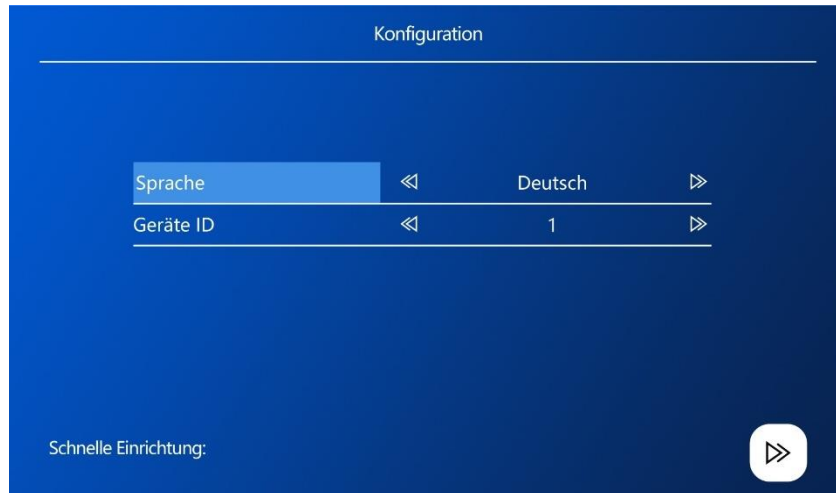 Konfiguration
Sprache Deutsch
Geräte ID 1
Schnelle Einrichtung: